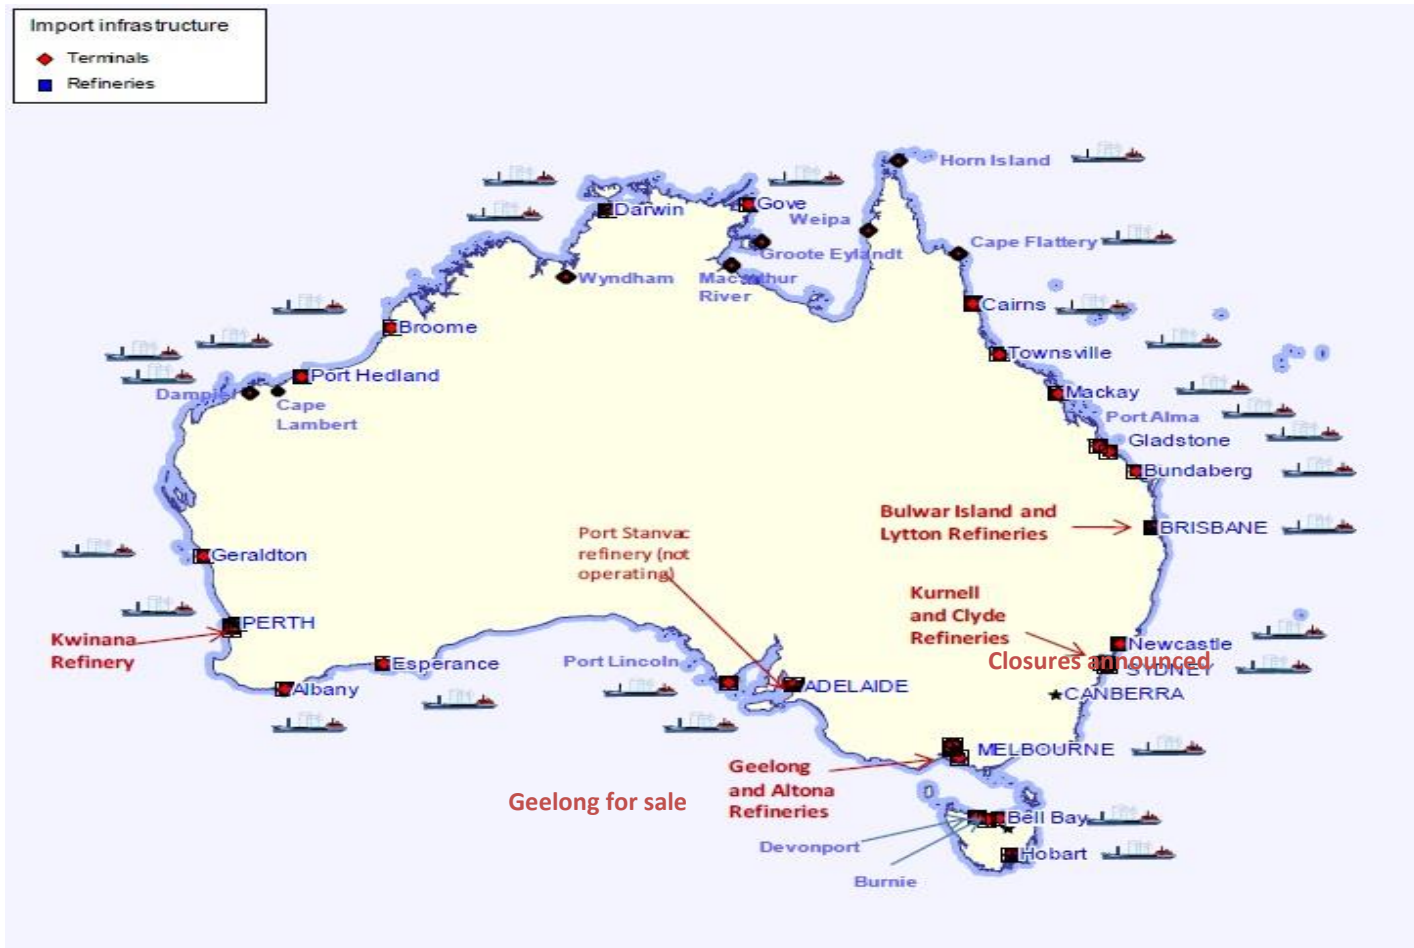 Import infrastructure
Terminals
Refineries
Horn Island
Darwin
Gove
Weipa
Cape Flattery
Groote Eylandt
Wyndham
Macarthur
River
Cairns
Broome
Townsville
Port Hedland
Dampier
Cape
Lambert
Mackay
Port Alma
Gladstone
Bundaberg
Bulwar Island and
Lytton Refineries
BRISBANE
Port Stanvac
refinery (not
operating)
Geraldton
Kurnell
and Clyde
Refineries
PERTH
Kwinana
Refinery
Newcastle
Closures announced
SYDNEY
Esperance
Port Lincoln
Albany
ADELAIDE
CANBERRA
MELBOURNE
Geelong
and Altona
Refineries
Geelong for sale
Bell Bay
Devonport
Hobart
Burnie